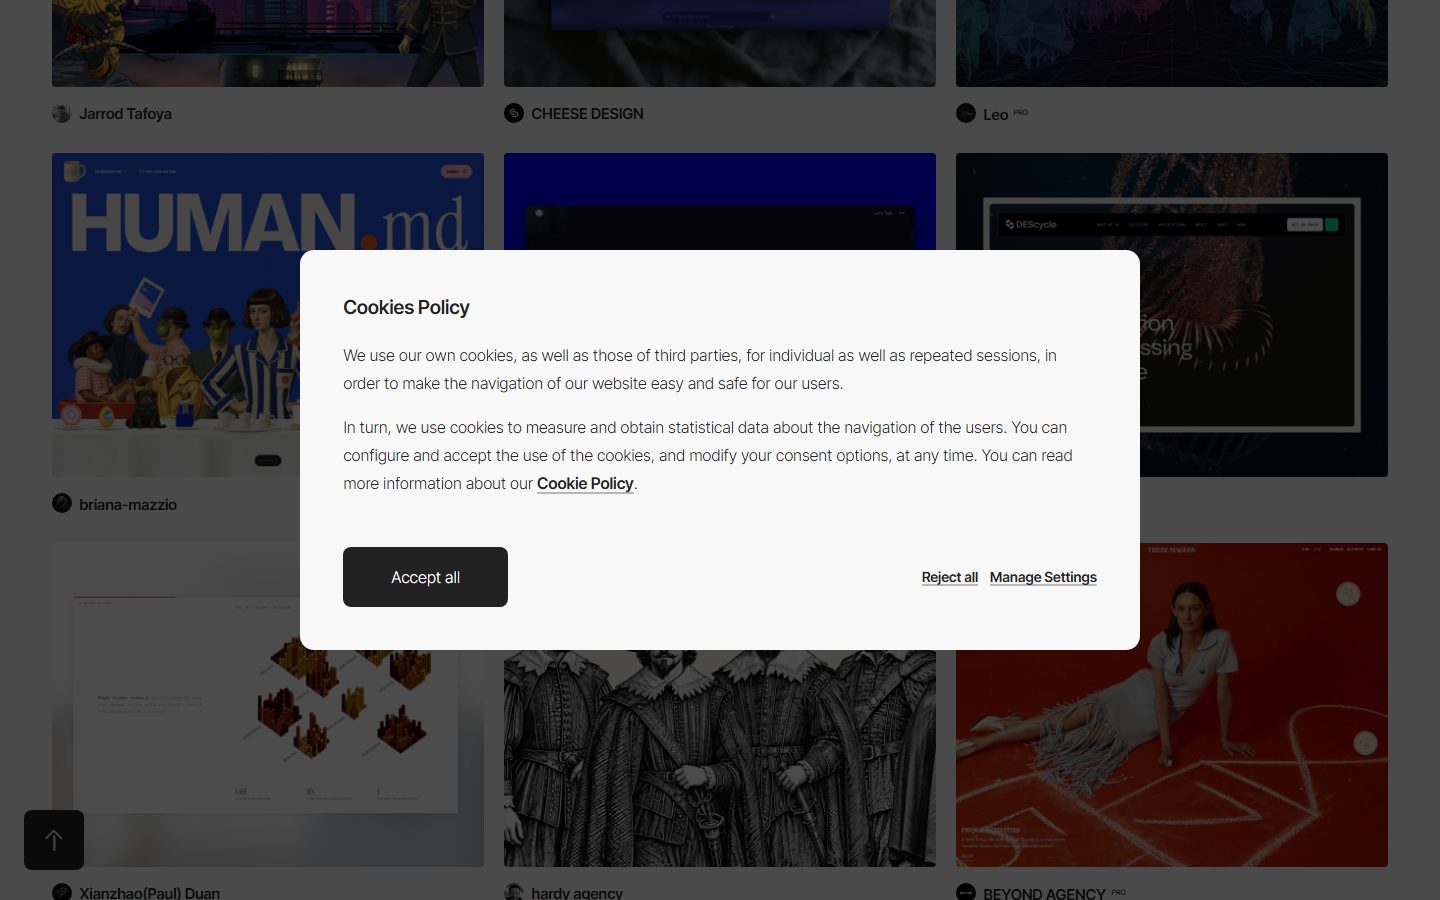 Jarrod Tafoya
CHEESE DESIGN
Leo PRO
HUMAN.md
Let's Talk
DEScycle
ion
ssing
e
Cookies Policy
We use our own cookies, as well as those of third parties, for individual as well as repeated sessions, in
order to make the navigation of our website easy and safe for our users.
In turn, we use cookies to measure and obtain statistical data about the navigation of the users. You can
configure and accept the use of the cookies, and modify your consent options, at any time. You can read
more information about our Cookie Policy.
Accept all
Reject all
Manage Settings
briana-mazzio
Xianzhao(Paul) Duan
hardy agency
BEYOND AGENCY PRO